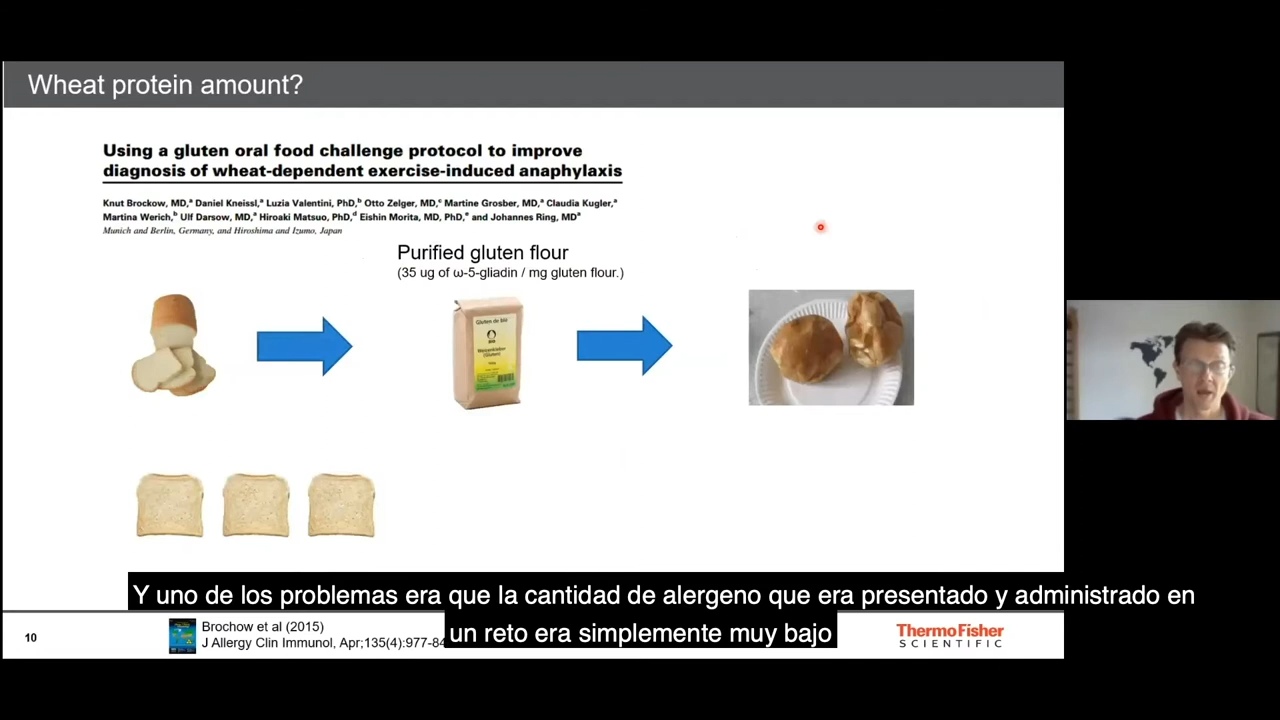 Wheat protein amount?
Using a gluten oral food challenge protocol to improve
diagnosis of wheat-dependent exercise-induced anaphylaxis
Knut Brockow, MD,ᵃ Daniel Kneissl,ᵃ Luzia Valentini, PhD,ᵇ Otto Zelger, MD,ᶜ Martine Grosber, MD,ᵃ Claudia Kugler,ᵃ
Martina Werich,ᵇ Ulf Darsow, MD,ᵃ Hiroaki Matsuo, PhD,ᵈ Eishin Morita, MD, PhD,ᵉ and Johannes Ring, MDᵃ
Munich and Berlin, Germany, and Hiroshima and Izumo, Japan
Purified gluten flour
(35 ug of ω-5-gliadin / mg gluten flour.)
Gluten de blé
Y uno de los problemas era que la cantidad de alergeno que era presentado y administrado en
un reto era simplemente muy bajo
10
Brochow et al (2015)
J Allergy Clin Immunol, Apr;135(4):977-84
ThermoFisher
SCIENTIFIC